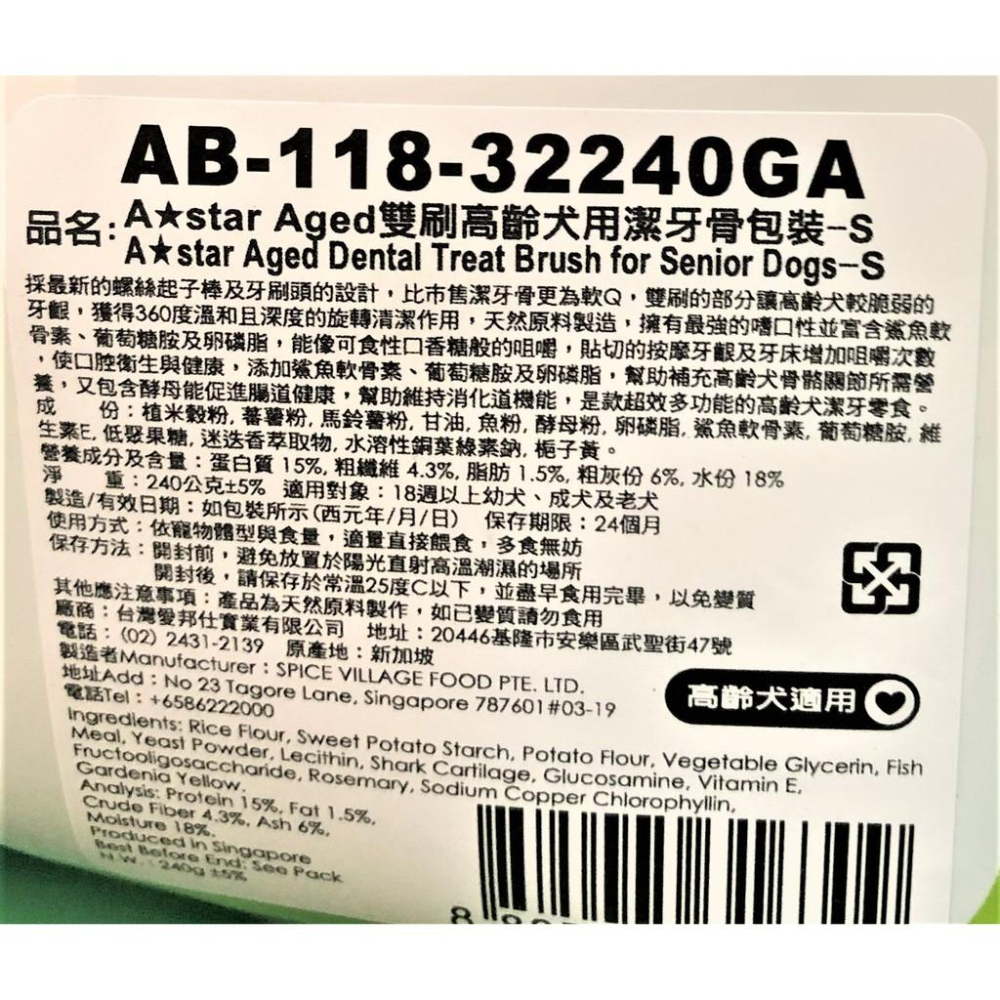 AB-118-32240GA
品名:A★star Aged雙刷高齡犬用潔牙骨包裝-S
A★star Aged Dental Treat Brush for Senior Dogs-S
採最新的螺絲起子棒及牙刷頭的設計，比市售潔牙骨更為軟Q，雙刷的部分讓高齡犬較脆弱的
牙齦，獲得360度溫和且深度的旋轉清潔作用，天然原料製造，擁有最強的嗜口性並富含鯊魚軟
骨素、葡萄糖胺及卵磷脂，能像可食性口香糖般的咀嚼，貼切的按摩牙齦及牙床增加咀嚼次數
，使口腔衛生與健康，添加鯊魚軟骨素、葡萄糖胺及卵磷脂，幫助補充高齡犬骨骼關節所需營
養，又包含酵母能促進腸道健康，幫助維持消化道機能，是款超效多功能的高齡犬潔牙零食。
成　　份：植米穀粉, 蕃薯粉, 馬鈴薯粉, 甘油, 魚粉, 酵母粉, 卵磷脂, 鯊魚軟骨素, 葡萄糖胺, 維
生素E, 低聚果糖, 迷迭香萃取物, 水溶性銅葉綠素鈉, 梔子黃。
營養成分及含量：蛋白質 15%, 粗纖維 4.3%, 脂肪 1.5%, 粗灰份 6%, 水份 18%
淨　　重：240公克±5%　適用對象：18週以上幼犬、成犬及老犬
製造/有效日期：如包裝所示(西元年/月/日)　保存期限：24個月
使用方式：依寵物體型與食量，適量直接餵食，多食無妨
保存方法：開封前，避免放置於陽光直射高溫潮濕的場所
開封後，請保存於常溫25度C以下，並盡早食用完畢，以免變質
其他應注意事項：產品為天然原料製作，如已變質請勿食用
廠商：台灣愛邦仕實業有限公司　地址：20446基隆市安樂區武聖街47號
電話：(02) 2431-2139　原產地：新加坡
製造者Manufacturer：SPICE VILLAGE FOOD PTE. LTD.
地址Add：No 23 Tagore Lane, Singapore 787601#03-19
電話Tel：+6586222000
高齡犬適用
Ingredients: Rice Flour, Sweet Potato Starch, Potato Flour, Vegetable Glycerin, Fish
Meal, Yeast Powder, Lecithin, Shark Cartilage, Glucosamine, Vitamin E,
Fructooligosaccharide, Rosemary, Sodium Copper Chlorophyllin,
Gardenia Yellow.
Analysis: Protein 15%, Fat 1.5%,
Crude Fiber 4.3%, Ash 6%,
Moisture 18%.
Produced in Singapore
Best Before End: See Pack
N.W.: 240g ±5%